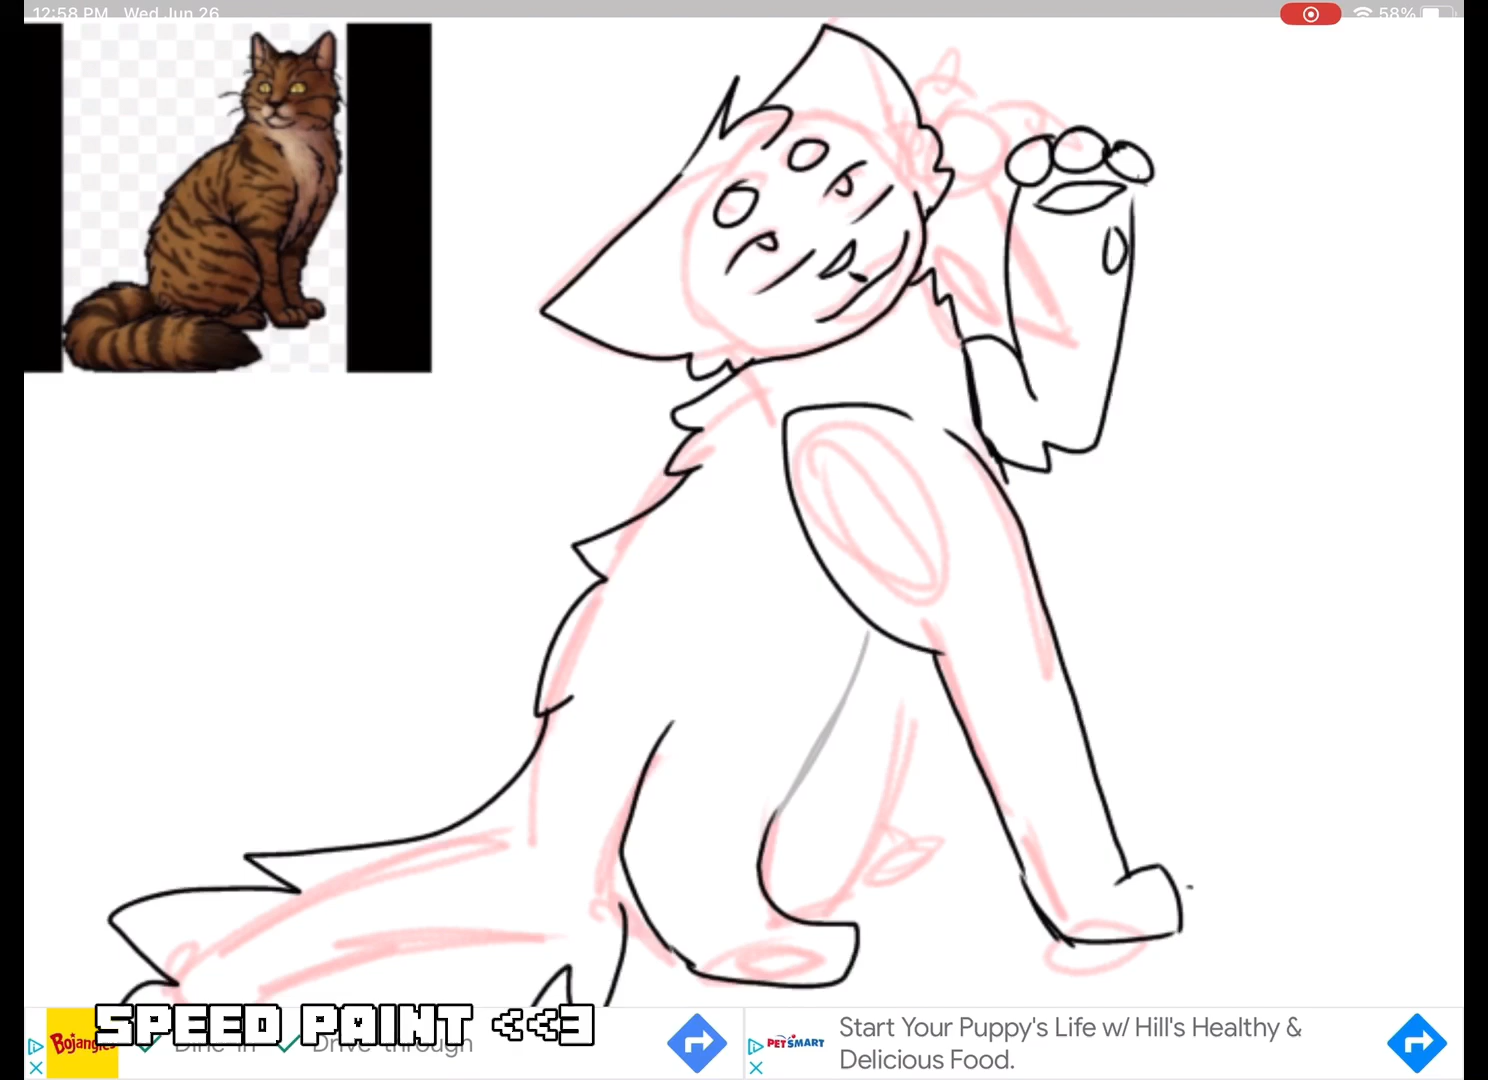 12:58 PM Wed Jun 26
58%
SPEED PAINT <<3
Bojangles
Dine-in Drive-through
PETSMART
Start Your Puppy's Life w/ Hill's Healthy &
Delicious Food.